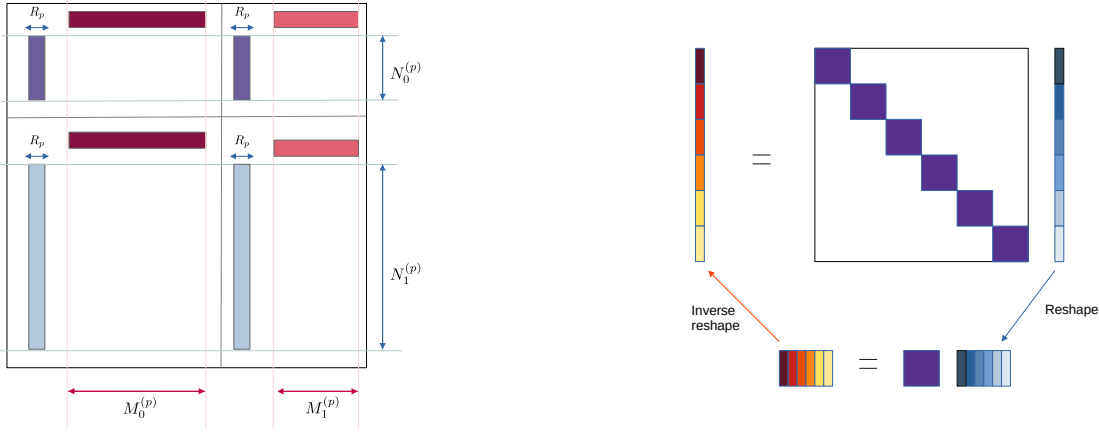 R_p
R_p
N_0^{(p)}
R_p
R_p
N_1^{(p)}
M_0^{(p)}
M_1^{(p)}
=
Inverse
reshape
Reshape
=